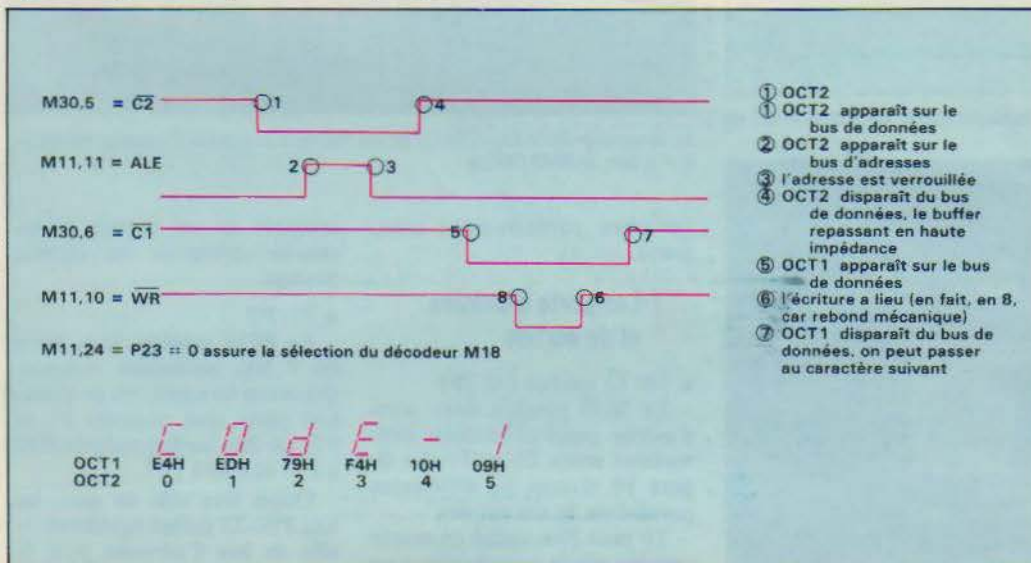 M30,5 = C̅2̅ ①1 ④4
M11,11 = ALE 2 3
M30,6 = C̅1̅ 5 7
M11,10 = W̅R̅ 8 6
M11,24 = P23 = 0 assure la sélection du décodeur M18
C O d E - 1
OCT1 E4H EDH 79H F4H 10H 09H
OCT2 0 1 2 3 4 5
① OCT2
① OCT2 apparaît sur le
bus de données
② OCT2 apparaît sur le
bus d'adresses
③ l'adresse est verrouillée
④ OCT2 disparaît du bus
de données, le buffer
repassant en haute
impédance
⑤ OCT1 apparaît sur le bus
de données
⑥ l'écriture a lieu (en fait, en 8,
car rebond mécanique)
⑦ OCT1 disparaît du bus de
données, on peut passer
au caractère suivant